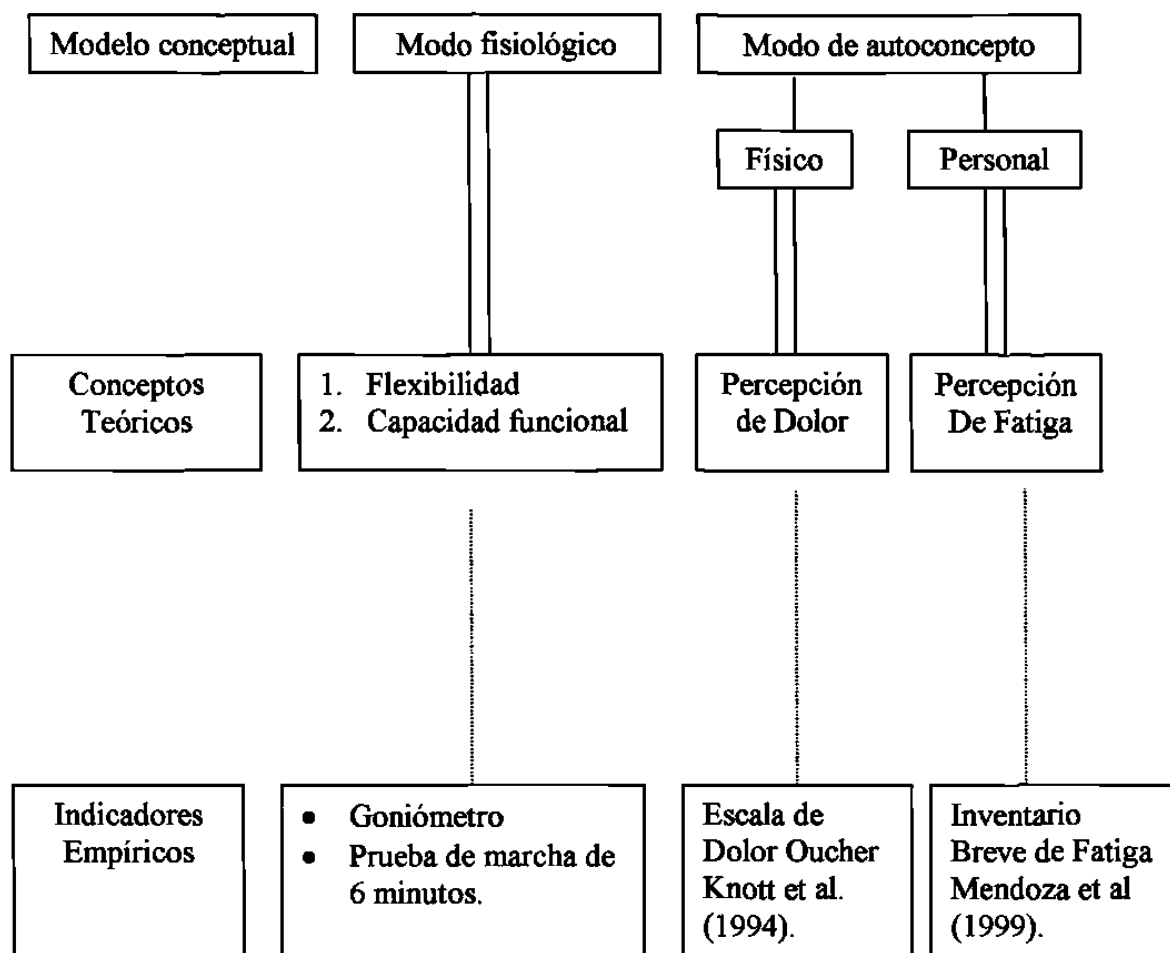 Modelo conceptual
Modo fisiológico
Modo de autoconcepto
Físico
Personal
Conceptos
Teóricos
1. Flexibilidad
2. Capacidad funcional
Percepción
de Dolor
Percepción
De Fatiga
Indicadores
Empíricos
• Goniómetro
• Prueba de marcha de
6 minutos.
Escala de
Dolor Oucher
Knott et al.
(1994).
Inventario
Breve de Fatiga
Mendoza et al
(1999).